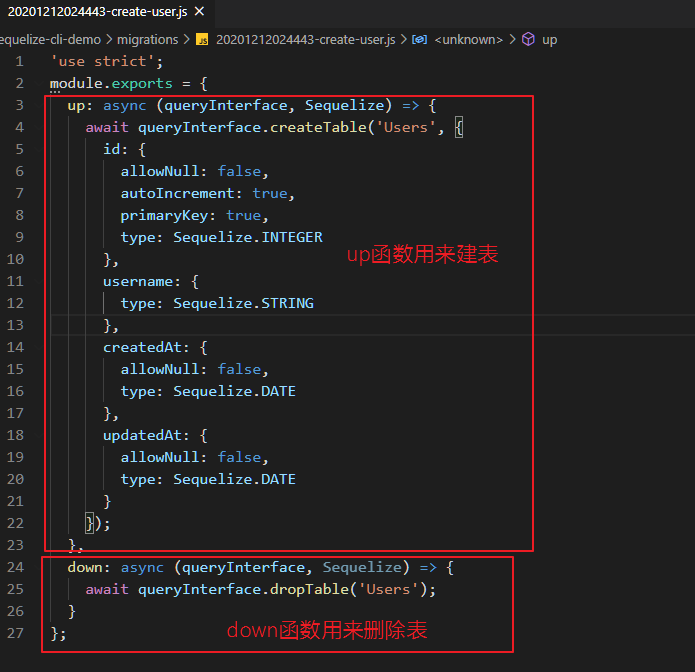 20201212024443-create-user.js ×
equelize-cli-demo > migrations > JS 20201212024443-create-user.js > <unknown> > up
1 'use strict';
2 module.exports = {
3 up: async (queryInterface, Sequelize) => {
4 await queryInterface.createTable('Users', {
5 id: {
6 allowNull: false,
7 autoIncrement: true,
8 primaryKey: true,
9 type: Sequelize.INTEGER
10 },
up函数用来建表
11 username: {
12 type: Sequelize.STRING
13 },
14 createdAt: {
15 allowNull: false,
16 type: Sequelize.DATE
17 },
18 updatedAt: {
19 allowNull: false,
20 type: Sequelize.DATE
21 }
22 });
23 },
24 down: async (queryInterface, Sequelize) => {
25 await queryInterface.dropTable('Users');
26 }
27 };
down函数用来删除表